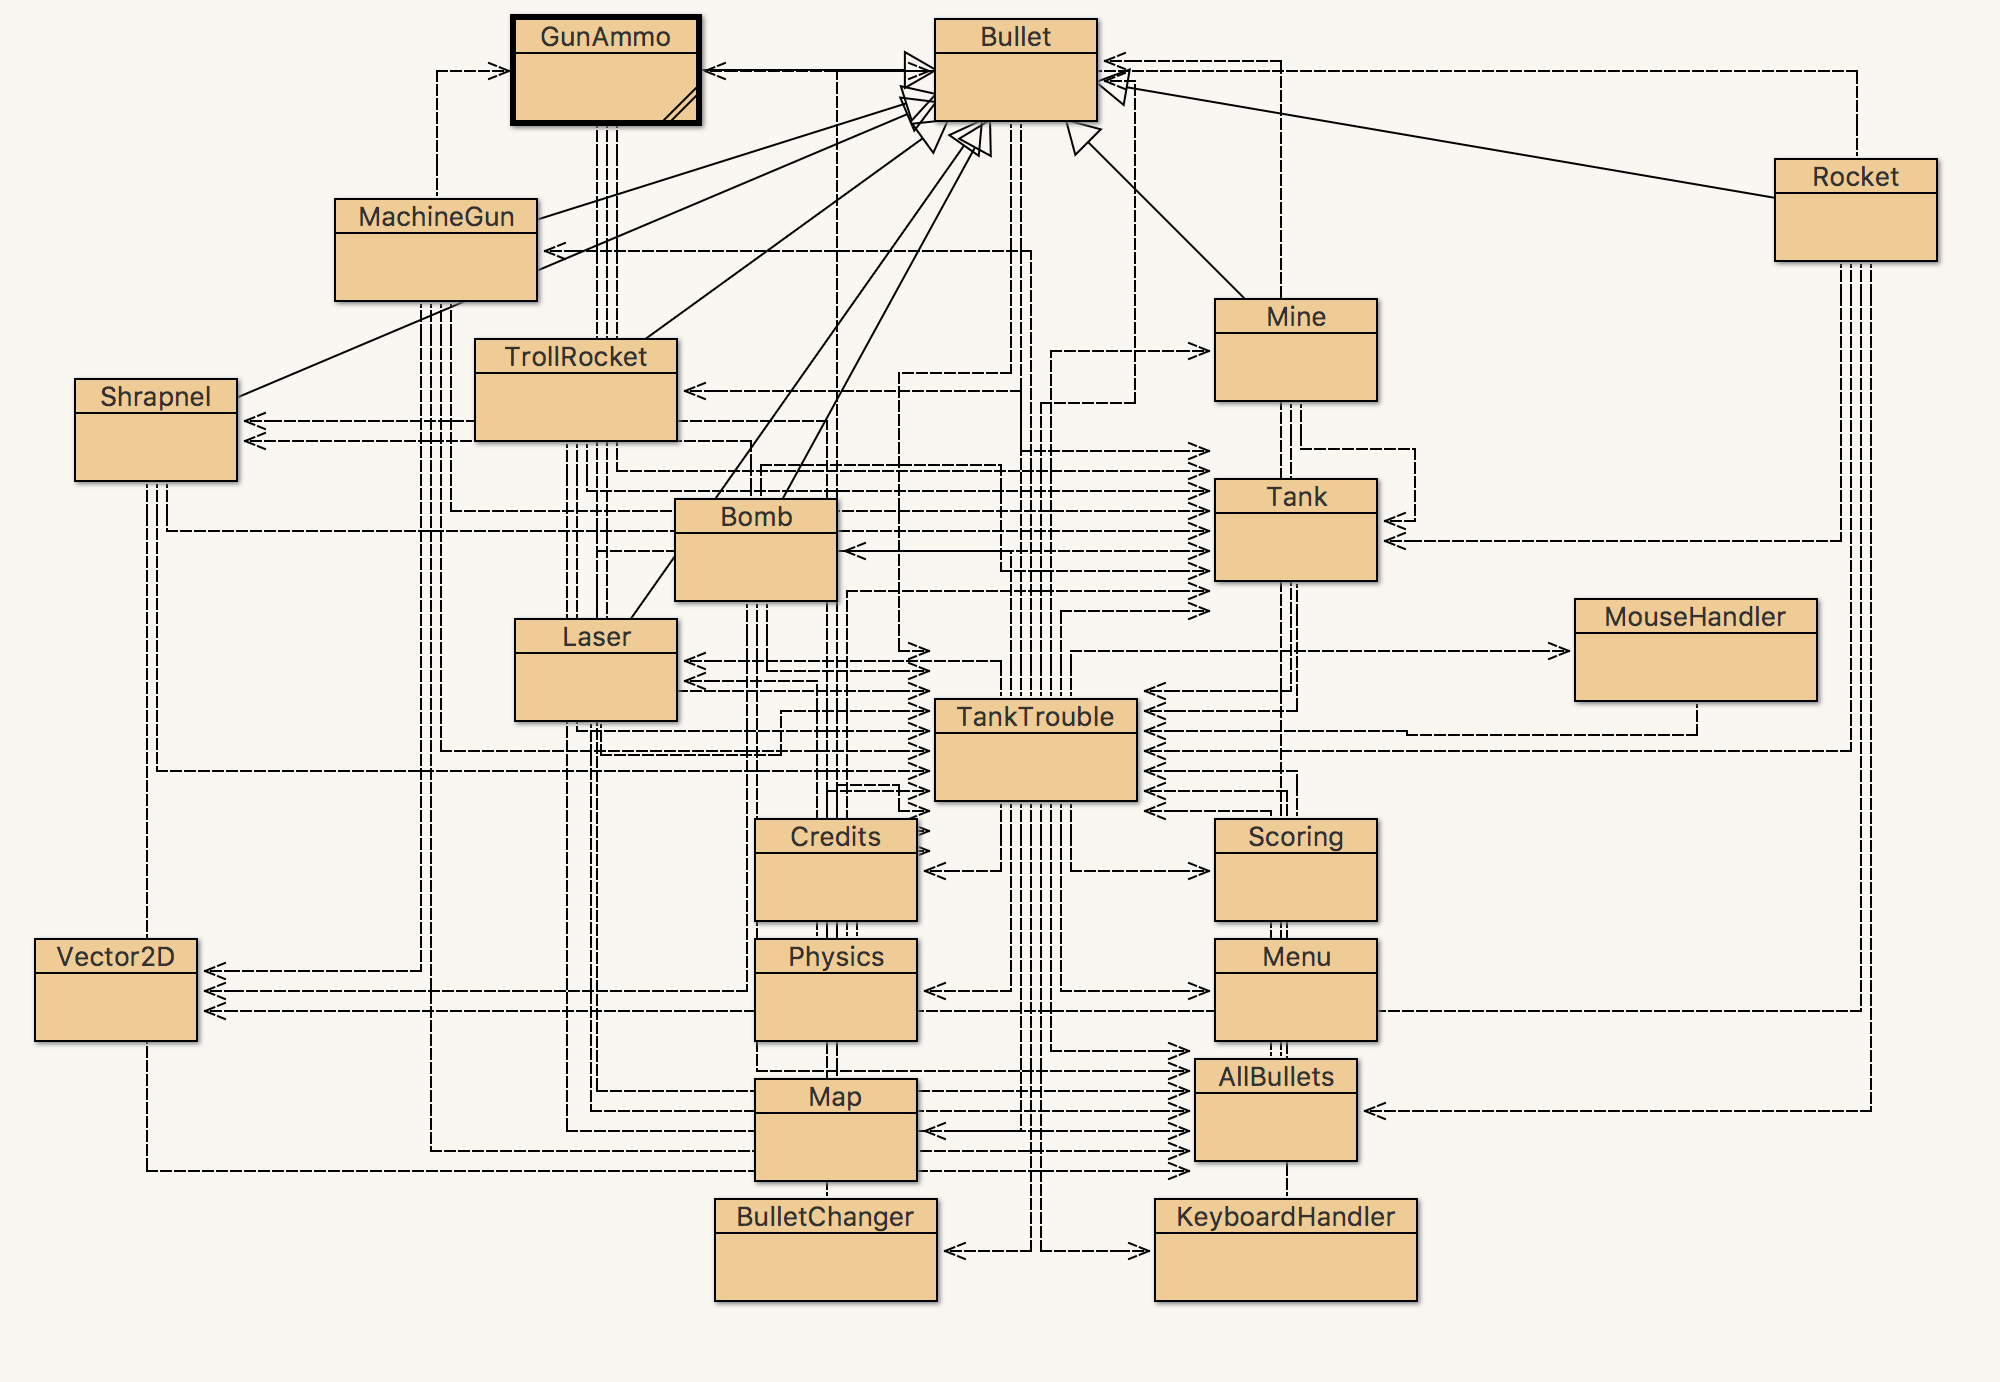 GunAmmo
Bullet
Rocket
MachineGun
Mine
TrollRocket
Shrapnel
Tank
Bomb
MouseHandler
Laser
TankTrouble
Credits
Scoring
Vector2D
Physics
Menu
AllBullets
Map
BulletChanger
KeyboardHandler